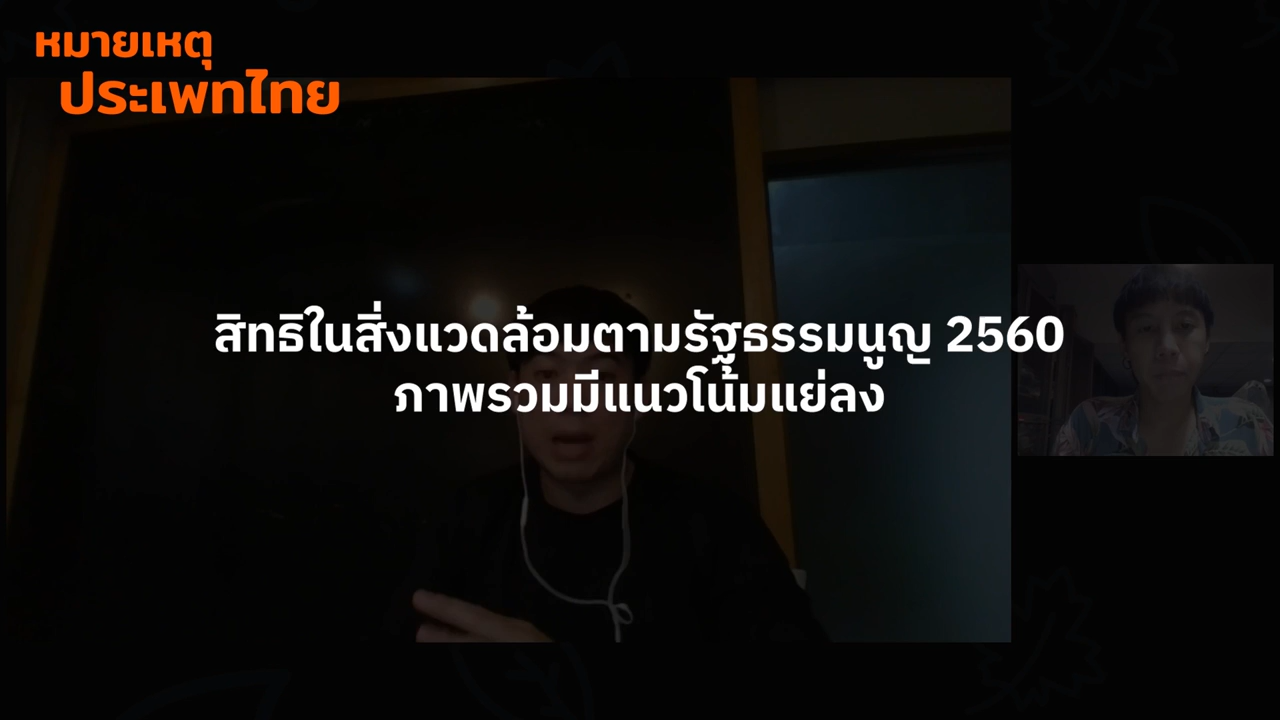 หมายเหตุ
ประเพทไทย
สิทธิในสิ่งแวดล้อมตามรัฐธรรมนูญ 2560
ภาพรวมมีแนวโน้มแย่ลง